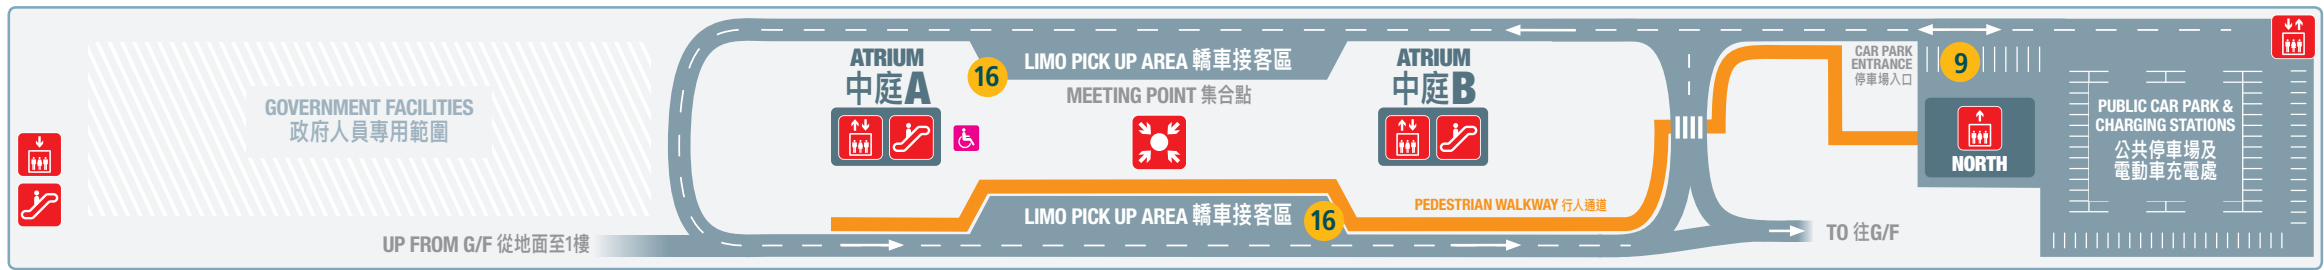 GOVERNMENT FACILITIES
政府人員專用範圍
UP FROM G/F 從地面至1樓
ATRIUM
中庭A
16
LIMO PICK UP AREA 轎車接客區
MEETING POINT 集合點
ATRIUM
中庭B
LIMO PICK UP AREA 轎車接客區
16
PEDESTRIAN WALKWAY 行人通道
TO 往G/F
CAR PARK
ENTRANCE
停車場入口
9
NORTH
PUBLIC CAR PARK &
CHARGING STATIONS
公共停車場及
電動車充電處